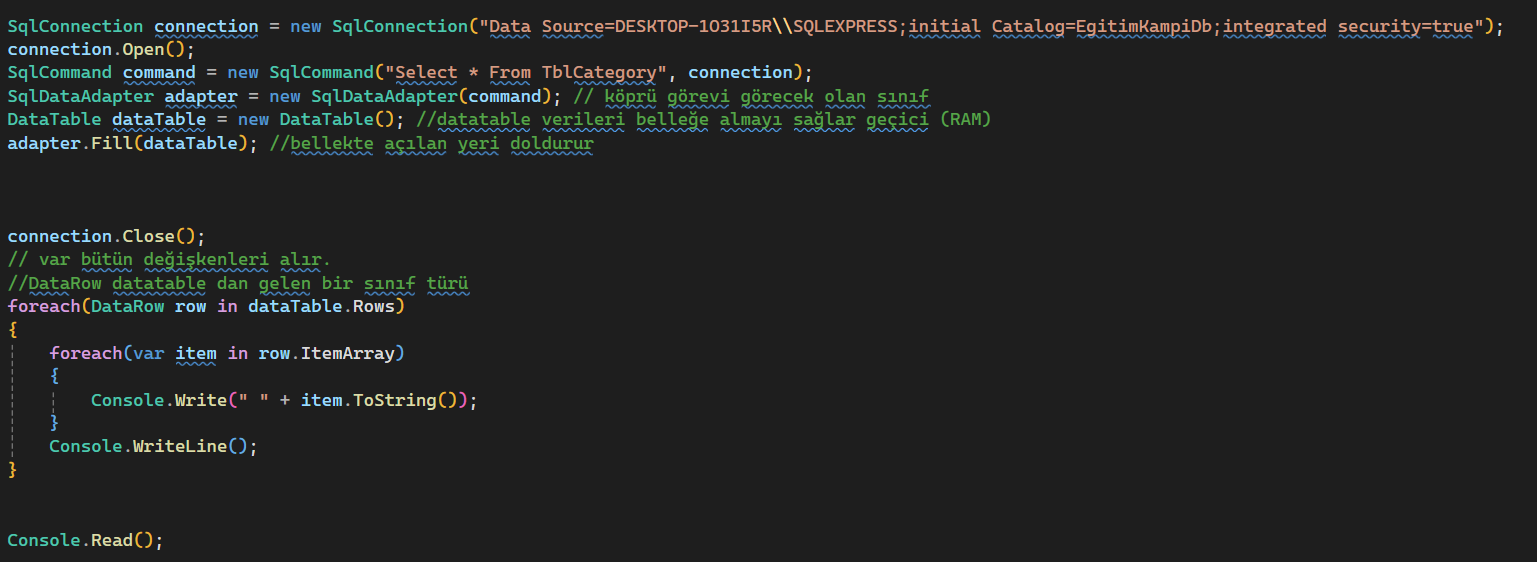 SqlConnection connection = new SqlConnection("Data Source=DESKTOP-1O31I5R\\SQLEXPRESS;initial Catalog=EgitimKampiDb;integrated security=true");
connection.Open();
SqlCommand command = new SqlCommand("Select * From TblCategory", connection);
SqlDataAdapter adapter = new SqlDataAdapter(command); // köprü görevi görecek olan sınıf
DataTable dataTable = new DataTable(); //datatable verileri belleğe almayı sağlar geçici (RAM)
adapter.Fill(dataTable); //bellekte açılan yeri doldurur
connection.Close();
// var bütün değişkenleri alır.
//DataRow datatable dan gelen bir sınıf türü
foreach(DataRow row in dataTable.Rows)
{
    foreach(var item in row.ItemArray)
    {
        Console.Write(" " + item.ToString());
    }
    Console.WriteLine();
}
Console.Read();